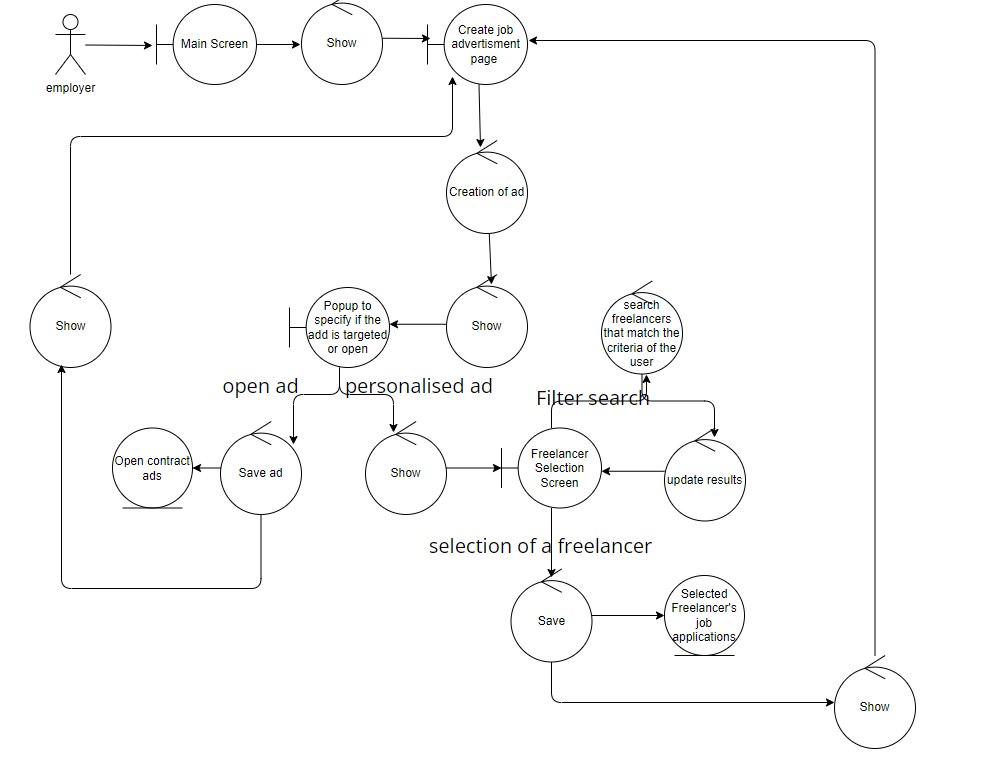 employer
Main Screen
Show
Create job
advertisment
page
Creation of ad
Show
Popup to
specify if the
add is targeted
or open
Show
search
freelancers
that match the
criteria of the
user
open ad
personalised ad
Filter search
Open contract
ads
Save ad
Show
Freelancer
Selection
Screen
update results
selection of a freelancer
Save
Selected
Freelancer's
job
applications
Show